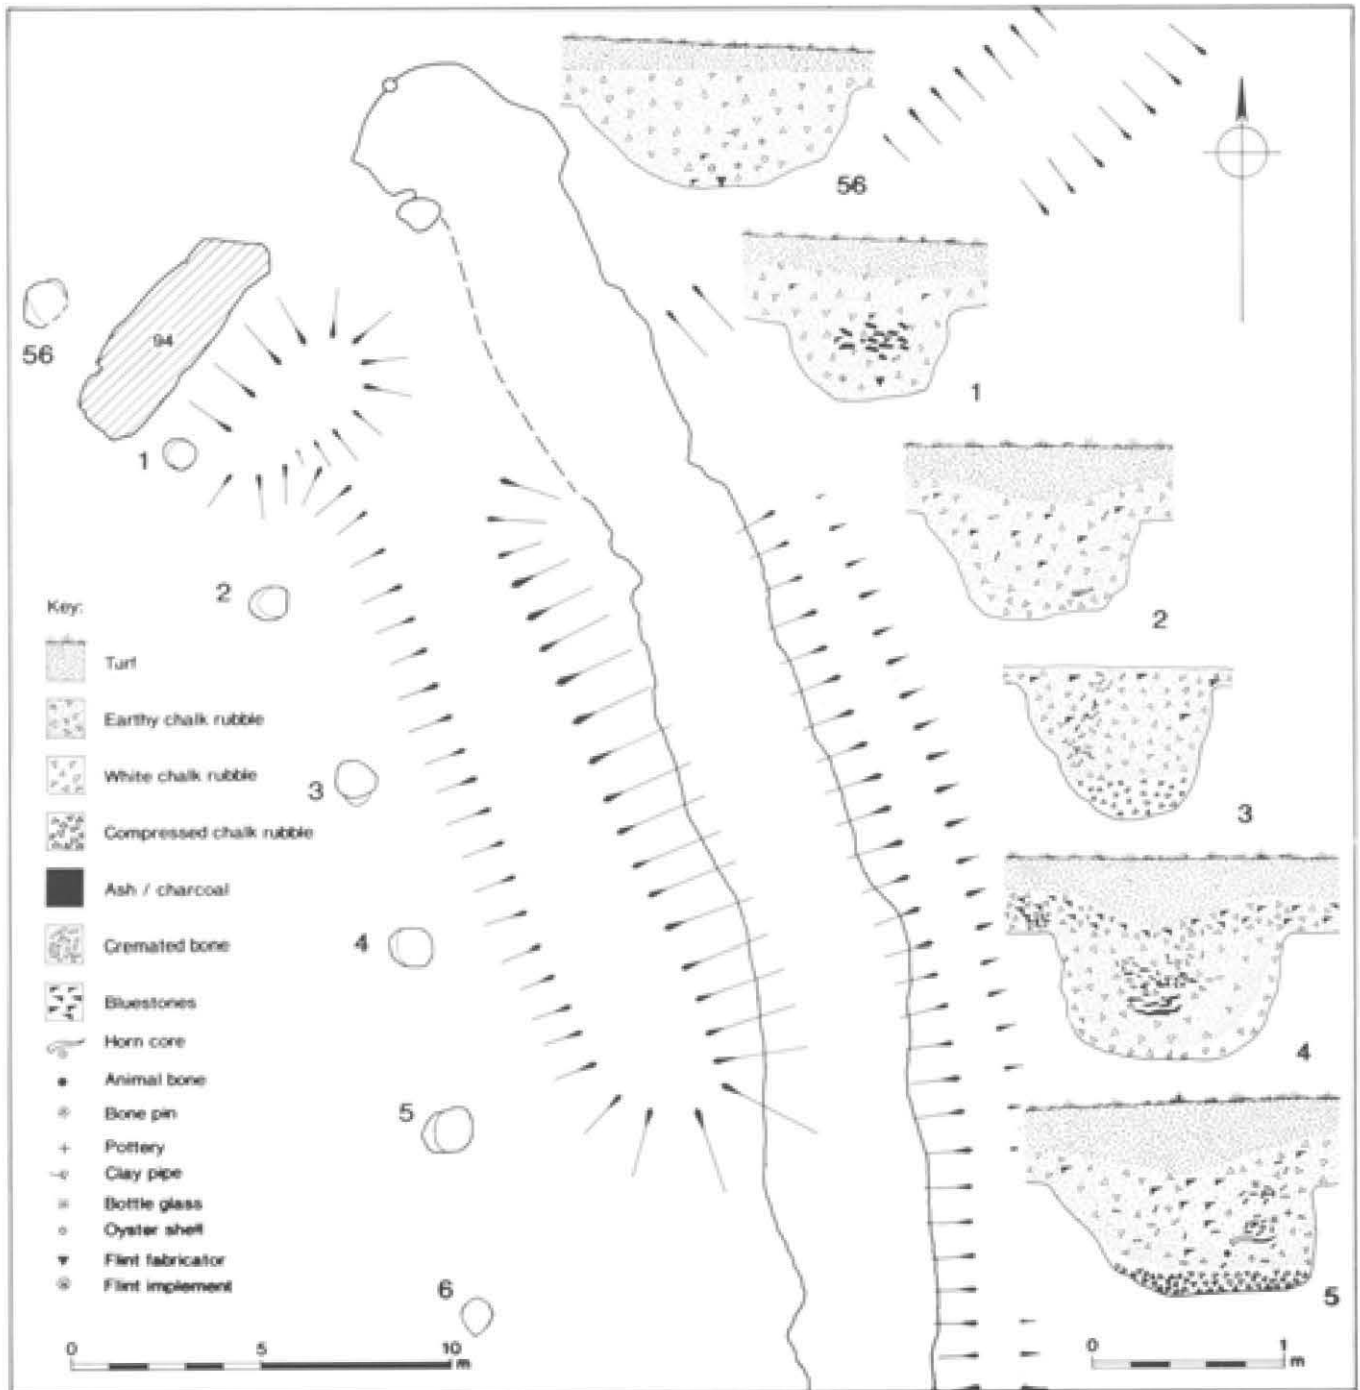 56
1
94
56
1
2
2
Key:
Turf
Earthy chalk rubble
White chalk rubble
3
3
Compressed chalk rubble
Ash / charcoal
4
Cremated bone
Bluestones
Horn core
4
Animal bone
5
Bone pin
Pottery
Clay pipe
Bottle glass
Oyster shell
Flint fabricator
Flint implement
5
6
0 5 10 m
0 1 m